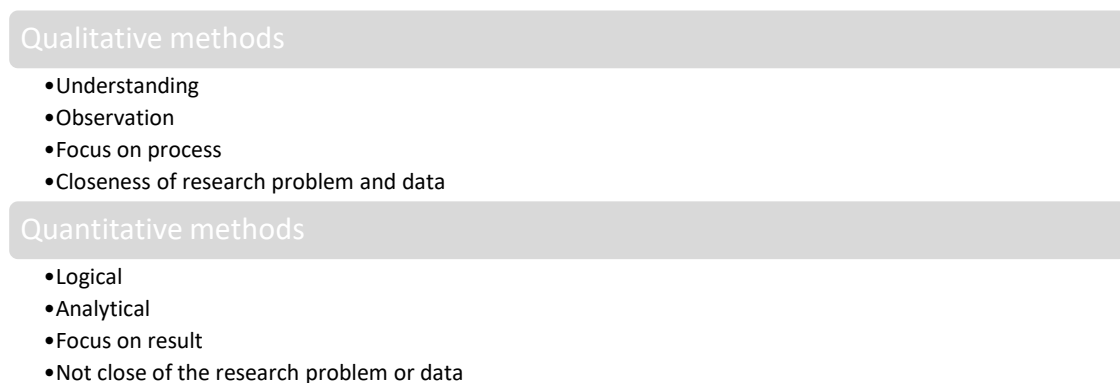 Qualitative methods
•Understanding
•Observation
•Focus on process
•Closeness of research problem and data
Quantitative methods
•Logical
•Analytical
•Focus on result
•Not close of the research problem or data